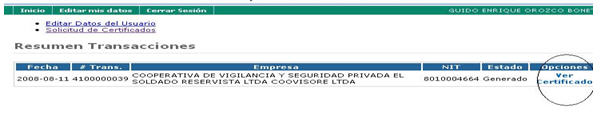 Inicio Editar mis datos Cerrar Sesión GUIDO ENRIQUE OROZCO BONET
Editar Datos del Usuario
Solicitud de Certificados
Resumen Transacciones
Fecha # Trans. Empresa NIT Estado Opciones
2008-08-11 4100000039 COOPERATIVA DE VIGILANCIA Y SEGURIDAD PRIVADA EL SOLDADO RESERVISTA LTDA COOVISORE LTDA 8010004664 Generado Ver Certificado